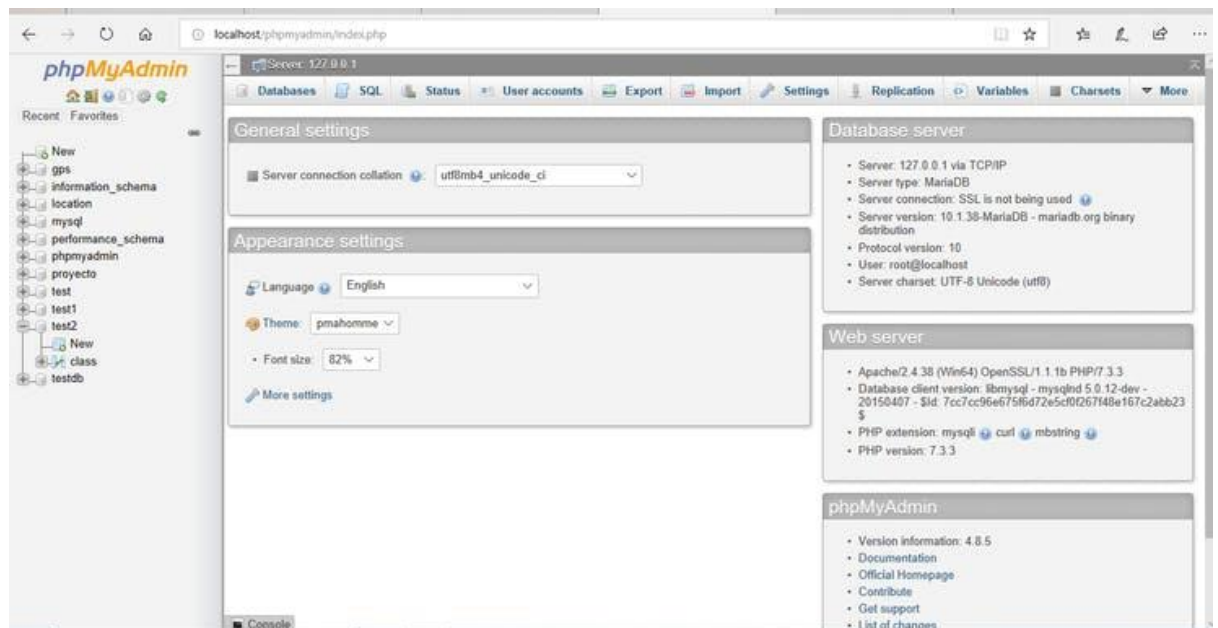 localhost/phpmyadmin/index.php
phpMyAdmin
Recent Favorites
New
gps
information_schema
location
mysql
performance_schema
phpmyadmin
proyecto
test
test1
test2
New
class
testdb
Server: 127.0.0.1
Databases SQL Status User accounts Export Import Settings Replication Variables Charsets More
General settings
Server connection collation : utf8mb4_unicode_ci
Appearance settings
Language English
Theme: pmahomme
• Font size: 82%
More settings
Database server
• Server: 127.0.0.1 via TCP/IP
• Server type: MariaDB
• Server connection: SSL is not being used
• Server version: 10.1.38-MariaDB - mariadb.org binary
distribution
• Protocol version: 10
• User: root@localhost
• Server charset: UTF-8 Unicode (utf8)
Web server
• Apache/2.4.38 (Win64) OpenSSL/1.1.1b PHP/7.3.3
• Database client version: libmysql - mysqlnd 5.0.12-dev -
20150407 - $Id: 7cc7cc96e675f6d72e5cf0f267f48e167c2abb23
$
• PHP extension: mysqli curl mbstring
• PHP version: 7.3.3
phpMyAdmin
• Version information: 4.8.5
• Documentation
• Official Homepage
• Contribute
• Get support
• List of changes
Console